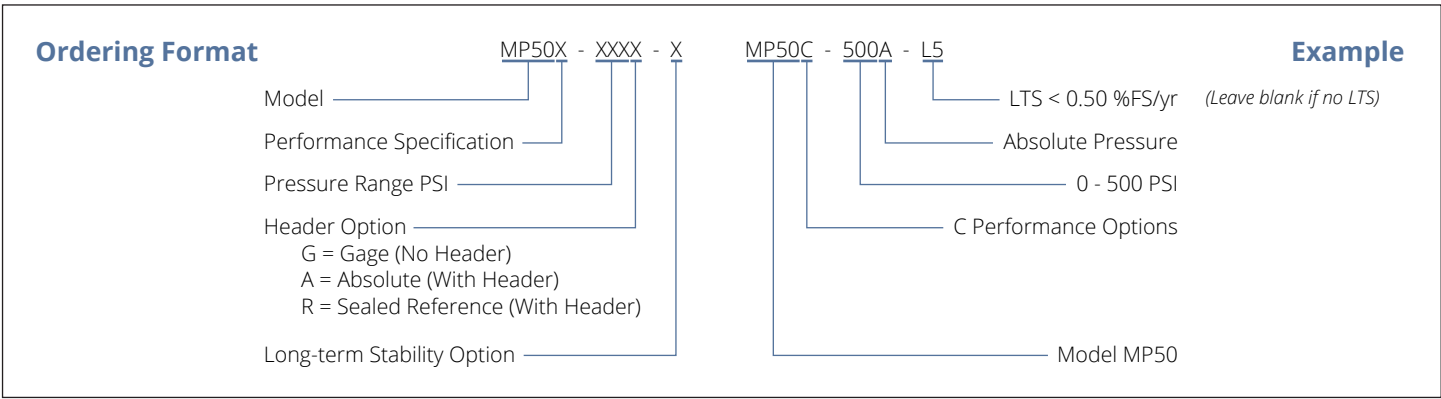 Ordering Format MP50X - XXXX - X MP50C - 500A - L5 Example
Model LTS < 0.50 %FS/yr (Leave blank if no LTS)
Performance Specification Absolute Pressure
Pressure Range PSI 0 - 500 PSI
Header Option C Performance Options
G = Gage (No Header)
A = Absolute (With Header)
R = Sealed Reference (With Header)
Long-term Stability Option Model MP50